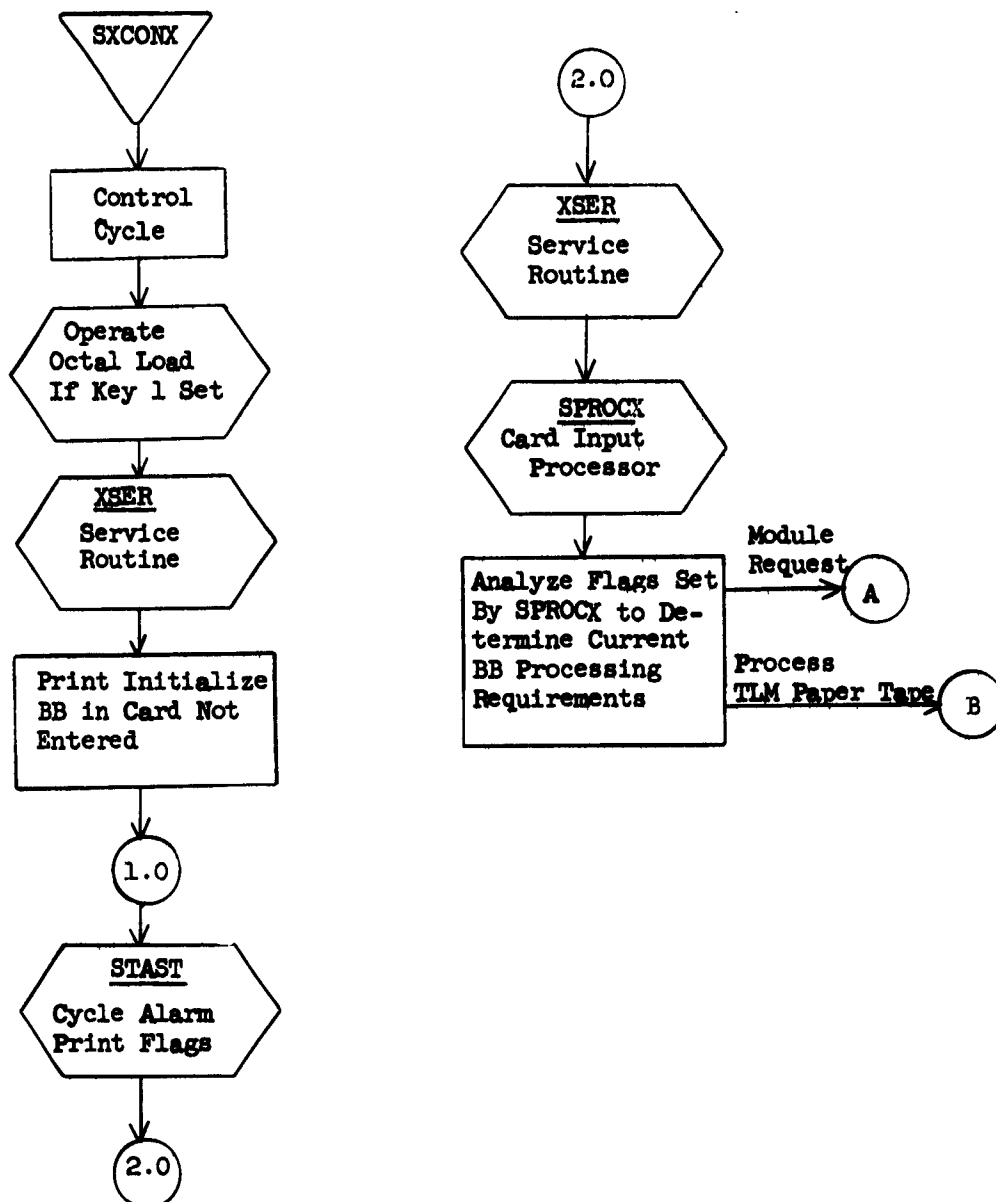 SXCONX
Control
Cycle
Operate
Octal Load
If Key 1 Set
XSER
Service
Routine
Print Initialize
BB in Card Not
Entered
1.0
STAST
Cycle Alarm
Print Flags
2.0
2.0
XSER
Service
Routine
SPROCX
Card Input
Processor
Analyze Flags Set
By SPROCX to De-
termine Current
BB Processing
Requirements
Module
Request
A
Process
TLM Paper Tape
B